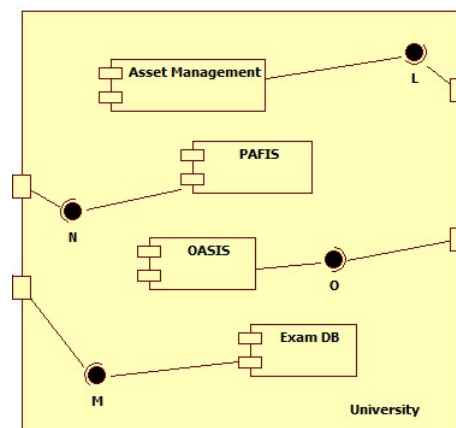 Asset Management
L
PAFIS
N
OASIS
O
Exam DB
M
University